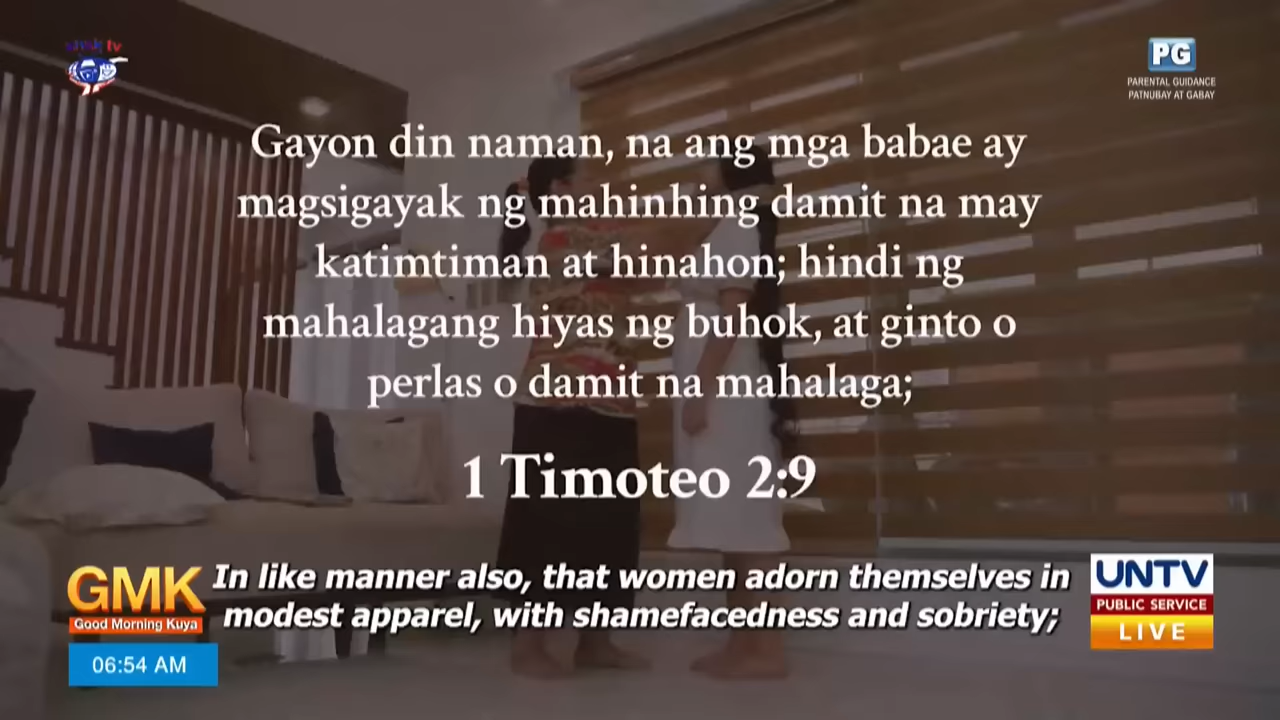 PG
PARENTAL GUIDANCE
PATNUBAY AT GABAY
Gayon din naman, na ang mga babae ay
magsigayak ng mahinhing damit na may
katimtiman at hinahon; hindi ng
mahalagang hiyas ng buhok, at ginto o
perlas o damit na mahalaga;
1 Timoteo 2:9
In like manner also, that women adorn themselves in
modest apparel, with shamefacedness and sobriety;
GMK
Good Morning Kuya
06:54 AM
UNTV
PUBLIC SERVICE
LIVE